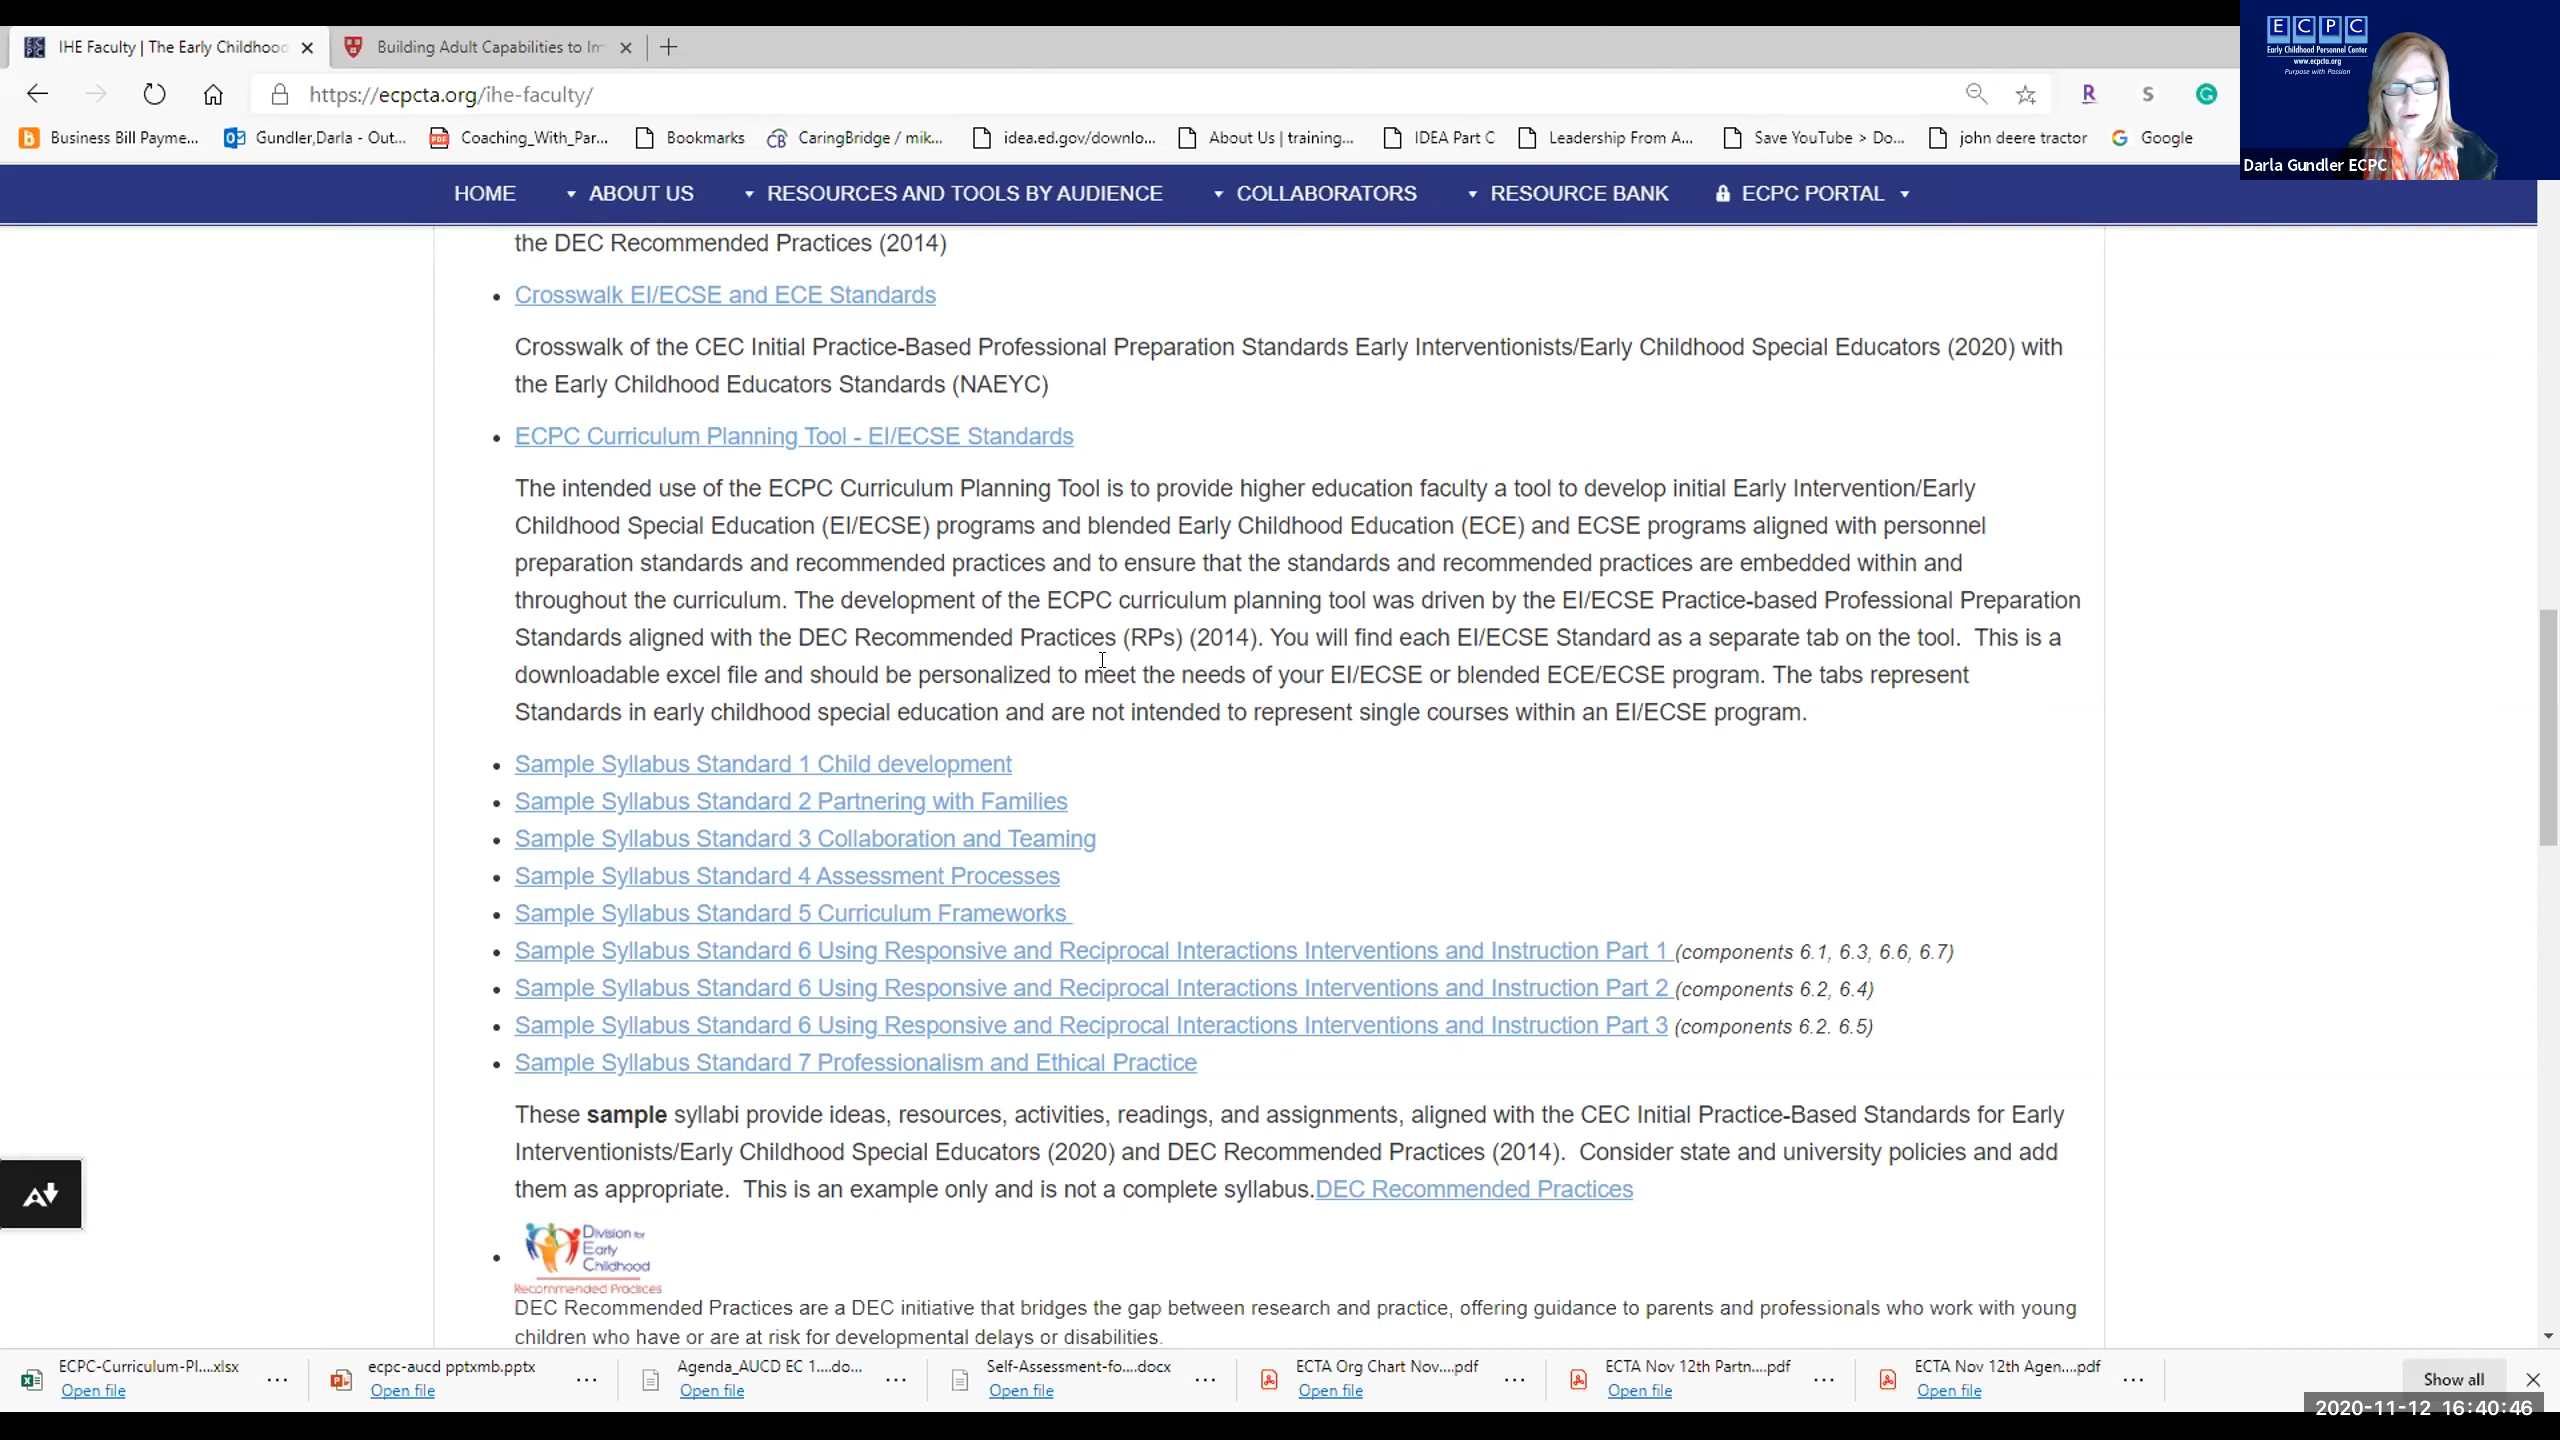 IHE Faculty | The Early Childhood
Building Adult Capabilities to Im
https://ecpcta.org/ihe-faculty/
Business Bill Payme...
Gundler,Darla - Out...
Coaching_With_Par...
Bookmarks
CaringBridge / mik...
idea.ed.gov/downlo...
About Us | training...
IDEA Part C
Leadership From A...
Save YouTube > Do...
john deere tractor
Google
ECPC
Early Childhood Personnel Center
www.ecpcta.org
Purpose with Passion
Darla Gundler ECPC
HOME
ABOUT US
RESOURCES AND TOOLS BY AUDIENCE
COLLABORATORS
RESOURCE BANK
ECPC PORTAL
the DEC Recommended Practices (2014)
Crosswalk EI/ECSE and ECE Standards
Crosswalk of the CEC Initial Practice-Based Professional Preparation Standards Early Interventionists/Early Childhood Special Educators (2020) with
the Early Childhood Educators Standards (NAEYC)
ECPC Curriculum Planning Tool - EI/ECSE Standards
The intended use of the ECPC Curriculum Planning Tool is to provide higher education faculty a tool to develop initial Early Intervention/Early
Childhood Special Education (EI/ECSE) programs and blended Early Childhood Education (ECE) and ECSE programs aligned with personnel
preparation standards and recommended practices and to ensure that the standards and recommended practices are embedded within and
throughout the curriculum. The development of the ECPC curriculum planning tool was driven by the EI/ECSE Practice-based Professional Preparation
Standards aligned with the DEC Recommended Practices (RPs) (2014). You will find each EI/ECSE Standard as a separate tab on the tool.  This is a
downloadable excel file and should be personalized to meet the needs of your EI/ECSE or blended ECE/ECSE program. The tabs represent
Standards in early childhood special education and are not intended to represent single courses within an EI/ECSE program.
Sample Syllabus Standard 1 Child development
Sample Syllabus Standard 2 Partnering with Families
Sample Syllabus Standard 3 Collaboration and Teaming
Sample Syllabus Standard 4 Assessment Processes
Sample Syllabus Standard 5 Curriculum Frameworks
Sample Syllabus Standard 6 Using Responsive and Reciprocal Interactions Interventions and Instruction Part 1 (components 6.1, 6.3, 6.6, 6.7)
Sample Syllabus Standard 6 Using Responsive and Reciprocal Interactions Interventions and Instruction Part 2 (components 6.2, 6.4)
Sample Syllabus Standard 6 Using Responsive and Reciprocal Interactions Interventions and Instruction Part 3 (components 6.2. 6.5)
Sample Syllabus Standard 7 Professionalism and Ethical Practice
These sample syllabi provide ideas, resources, activities, readings, and assignments, aligned with the CEC Initial Practice-Based Standards for Early
Interventionists/Early Childhood Special Educators (2020) and DEC Recommended Practices (2014).  Consider state and university policies and add
them as appropriate.  This is an example only and is not a complete syllabus.DEC Recommended Practices
Division for
Early
Childhood
Recommended Practices
DEC Recommended Practices are a DEC initiative that bridges the gap between research and practice, offering guidance to parents and professionals who work with young
children who have or are at risk for developmental delays or disabilities.
ECPC-Curriculum-Pl....xlsx
Open file
ecpc-aucd pptxmb.pptx
Open file
Agenda_AUCD EC 1....do...
Open file
Self-Assessment-fo....docx
Open file
ECTA Org Chart Nov....pdf
Open file
ECTA Nov 12th Partn....pdf
Open file
ECTA Nov 12th Agen....pdf
Open file
Show all
2020-11-12 16:40:46